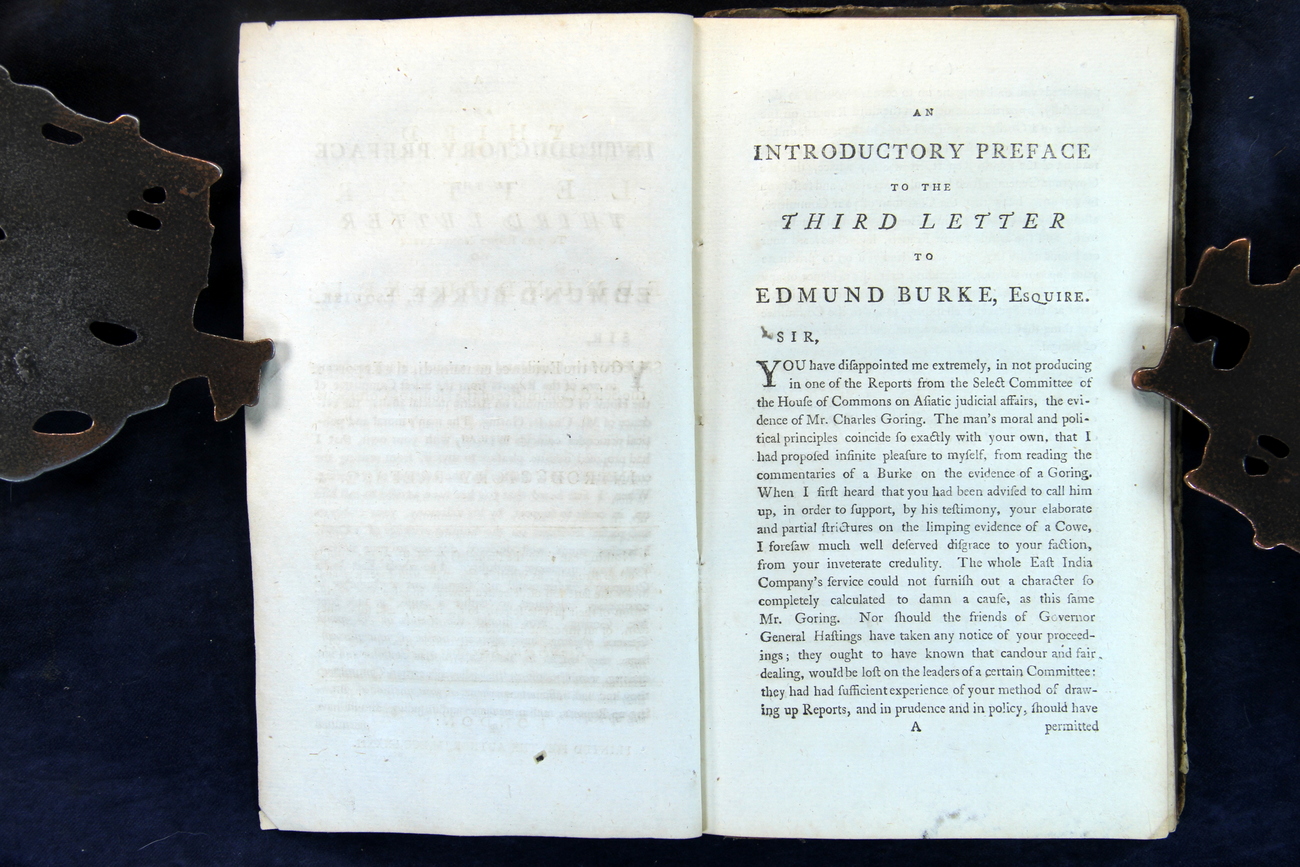 AN
INTRODUCTORY PREFACE
TO THE
THIRD LETTER
TO
EDMUND BURKE, ESQUIRE.
SIR,
YOU have diſappointed me extremely, in not producing
in one of the Reports from the Select Committee of
the Houſe of Commons on Aſiatic judicial affairs, the evi-
dence of Mr. Charles Goring. The man's moral and poli-
tical principles coincide ſo exactly with your own, that I
had propoſed infinite pleaſure to myſelf, from reading the
commentaries of a Burke on the evidence of a Goring.
When I firſt heard that you had been adviſed to call him
up, in order to ſupport, by his teſtimony, your elaborate
and partial ſtrictures on the limping evidence of a Cowe,
I foreſaw much well deſerved diſgrace to your faction,
from your inveterate credulity. The whole Eaſt India
Company's ſervice could not furniſh out a character ſo
completely calculated to damn a cauſe, as this ſame
Mr. Goring. Nor ſhould the friends of Governor
General Haſtings have taken any notice of your proceed-
ings; they ought to have known that candour and fair
dealing, would be loſt on the leaders of a certain Committee:
they had had ſufficient experience of your method of draw-
ing up Reports, and in prudence and in policy, ſhould have
A permitted